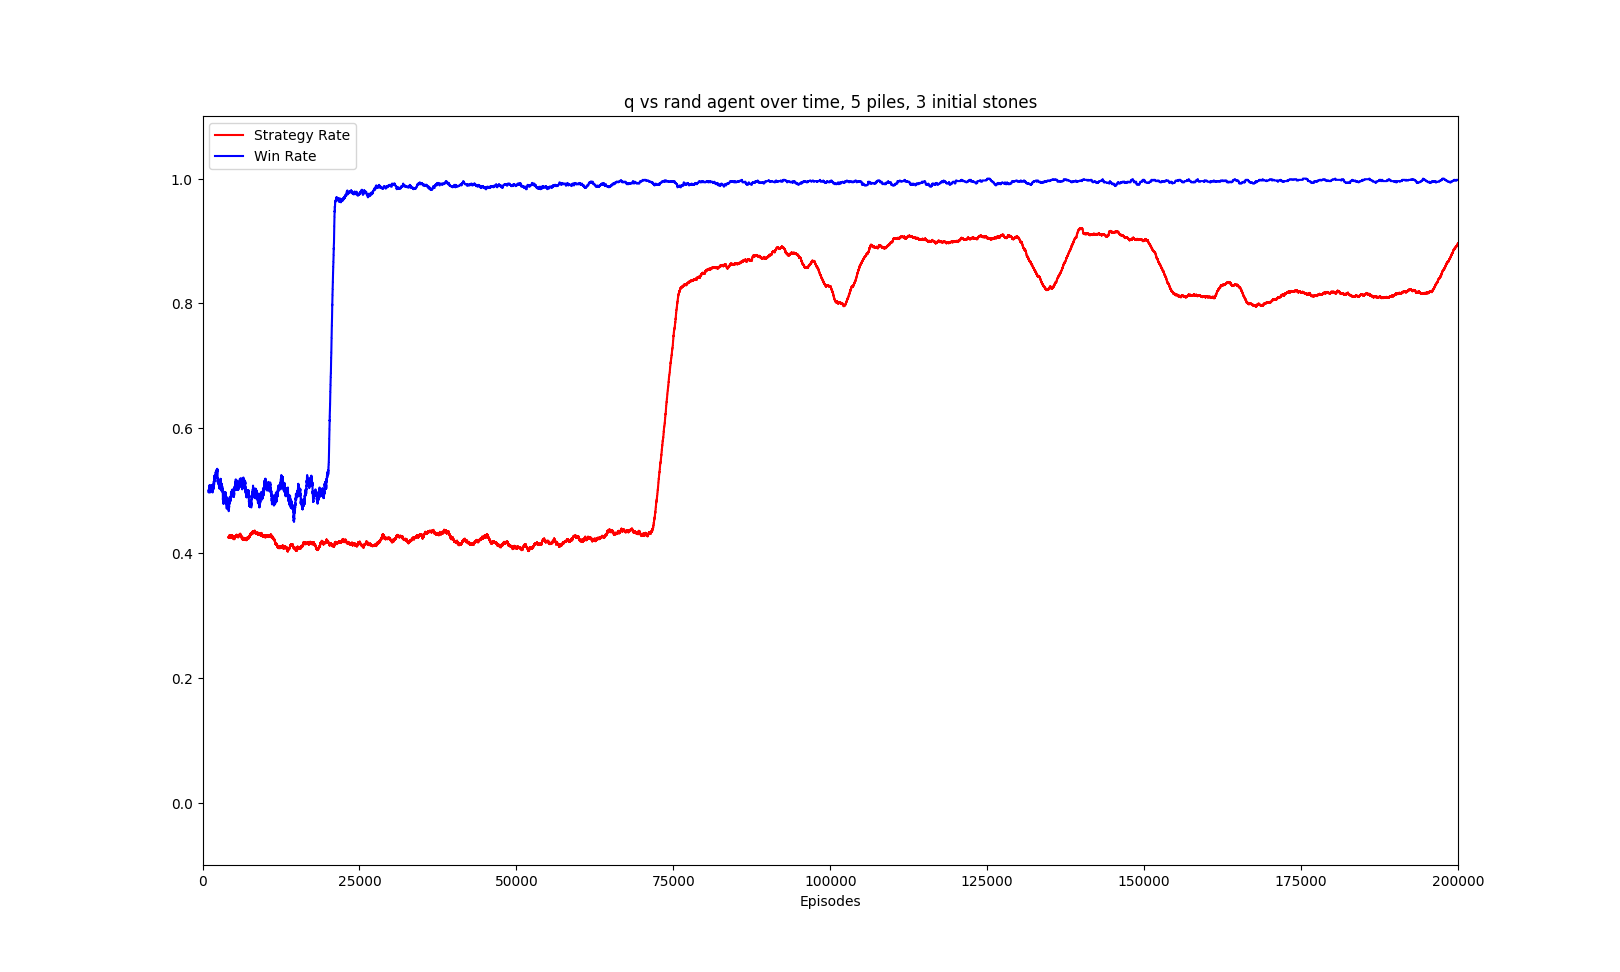 q vs rand agent over time, 5 piles, 3 initial stones
Strategy Rate
Win Rate
1.0
0.8
0.6
0.4
0.2
0.0
0 25000 50000 75000 100000 125000 150000 175000 200000
Episodes